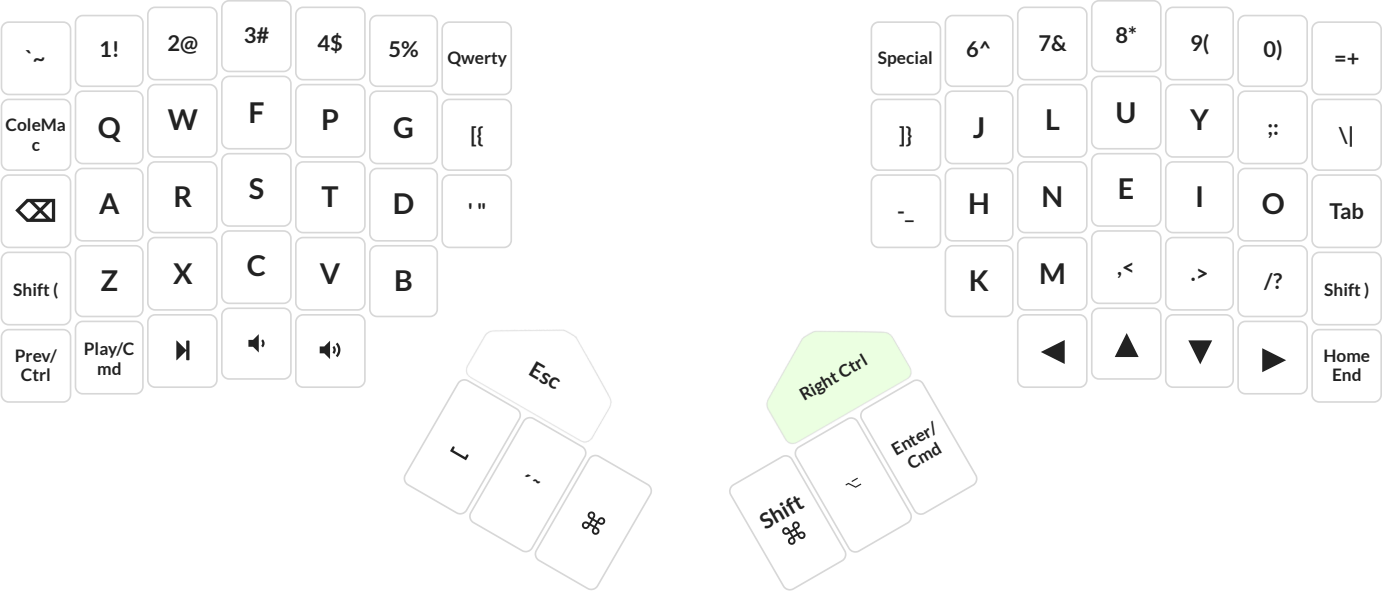 `~ 1! 2@ 3# 4$ 5% Qwerty
ColeMa
c Q W F P G [{
A R S T D ' "
Shift ( Z X C V B
Prev/
Ctrl
Play/C
md
Esc
⌘
Special 6^ 7& 8* 9( 0) =+
]} J L U Y ;: \|
-_ H N E I O Tab
K M ,< .> /? Shift )
Home
End
Right Ctrl
Enter/
Cmd
⌥
Shift
⌘